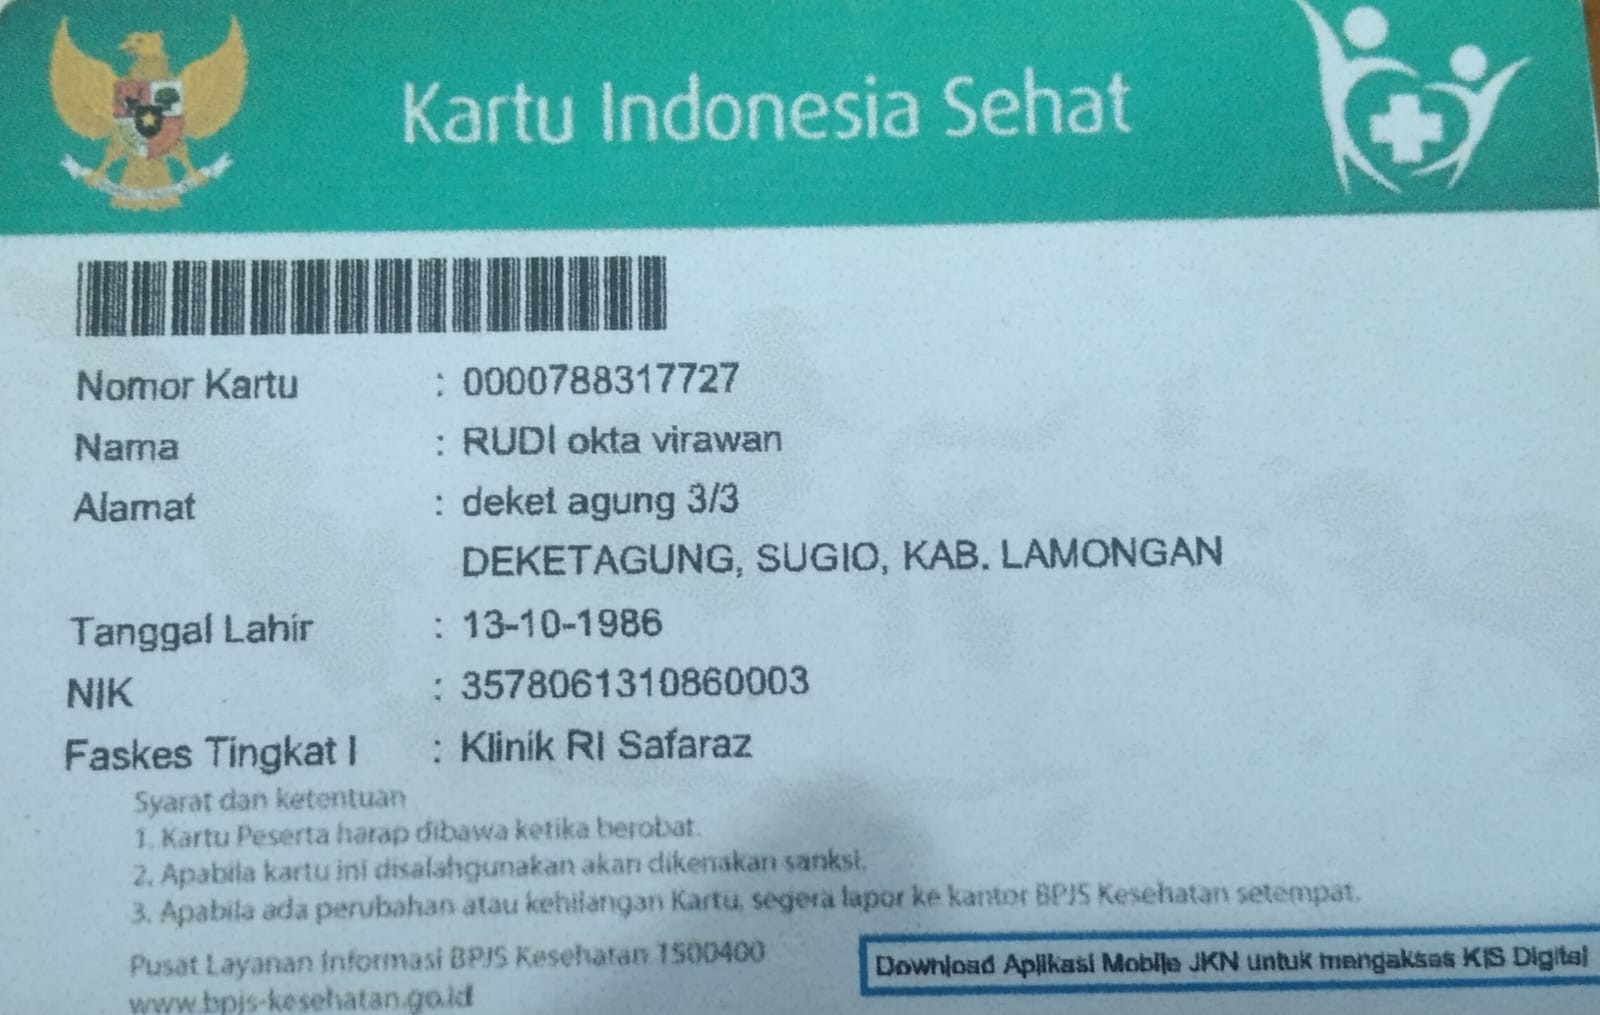 Kartu Indonesia Sehat
Nomor Kartu : 0000788317727
Nama : RUDI okta virawan
Alamat : deket agung 3/3
DEKETAGUNG, SUGIO, KAB. LAMONGAN
Tanggal Lahir : 13-10-1986
NIK : 3578061310860003
Faskes Tingkat I : Klinik RI Safaraz
Syarat dan ketentuan
1. Kartu Peserta harap dibawa ketika berobat.
2. Apabila kartu ini disalahgunakan akan dikenakan sanksi.
3. Apabila ada perubahan atau kehilangan Kartu, segera lapor ke kantor BPJS Kesehatan setempat.
Pusat Layanan Informasi BPJS Kesehatan 1500400
www.bpjs-kesehatan.go.id
Download Aplikasi Mobile JKN untuk mengakses KIS Digital